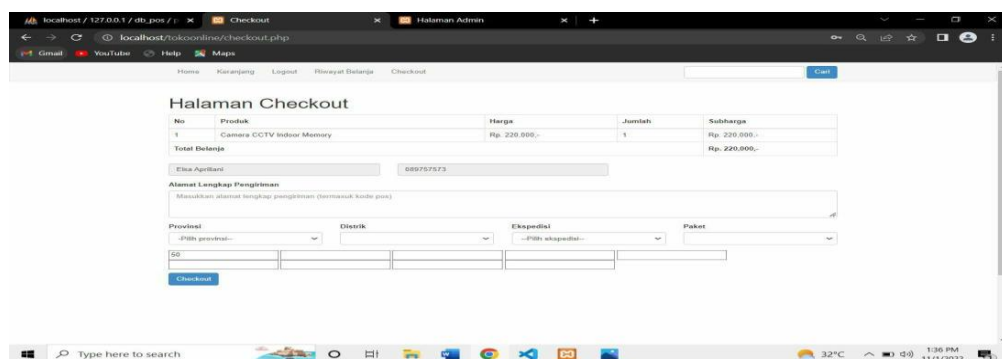 localhost / 127.0.0.1 / db_pos / p Checkout Halaman Admin
localhost/tokoonline/checkout.php
Gmail YouTube Help Maps
Home Keranjang Logout Riwayat Belanja Checkout Cari
Halaman Checkout
No Produk Harga Jumlah Subharga
1 Camera CCTV Indoor Memory Rp. 220.000,- 1 Rp. 220.000,-
Total Belanja Rp. 220,000,-
Elsa Apriliani 089757573
Alamat Lengkap Pengiriman
Masukkan alamat lengkap pengiriman (termasuk kode pos)
Provinsi Distrik Ekspedisi Paket
-Pilih provinsi-- --Pilih ekspedisi--
50
Checkout
Type here to search 32°C 1:36 PM